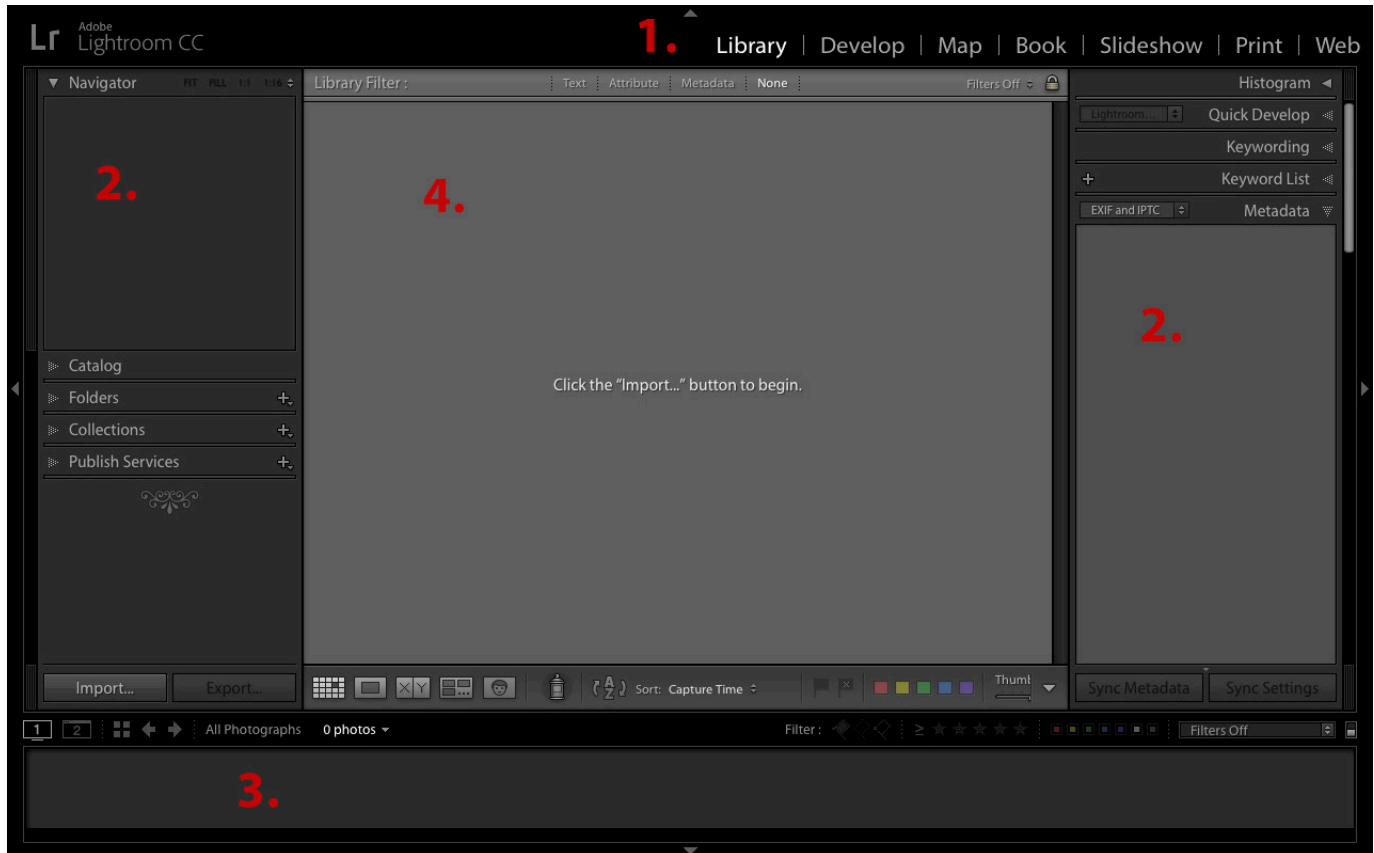 Lr Adobe
Lightroom CC
1. Library | Develop | Map | Book | Slideshow | Print | Web
Navigator FIT FILL 1:1 1:16
Library Filter : Text Attribute Metadata None Filters Off
Histogram
Lightroom... Quick Develop
Keywording
Keyword List
EXIF and IPTC Metadata
2.
4.
2.
Catalog
Folders
Collections
Publish Services
Click the “Import...” button to begin.
Import... Export...
XY AZ Sort: Capture Time Thumb
Sync Metadata Sync Settings
1 2 All Photographs 0 photos Filter : ≥ Filters Off
3.